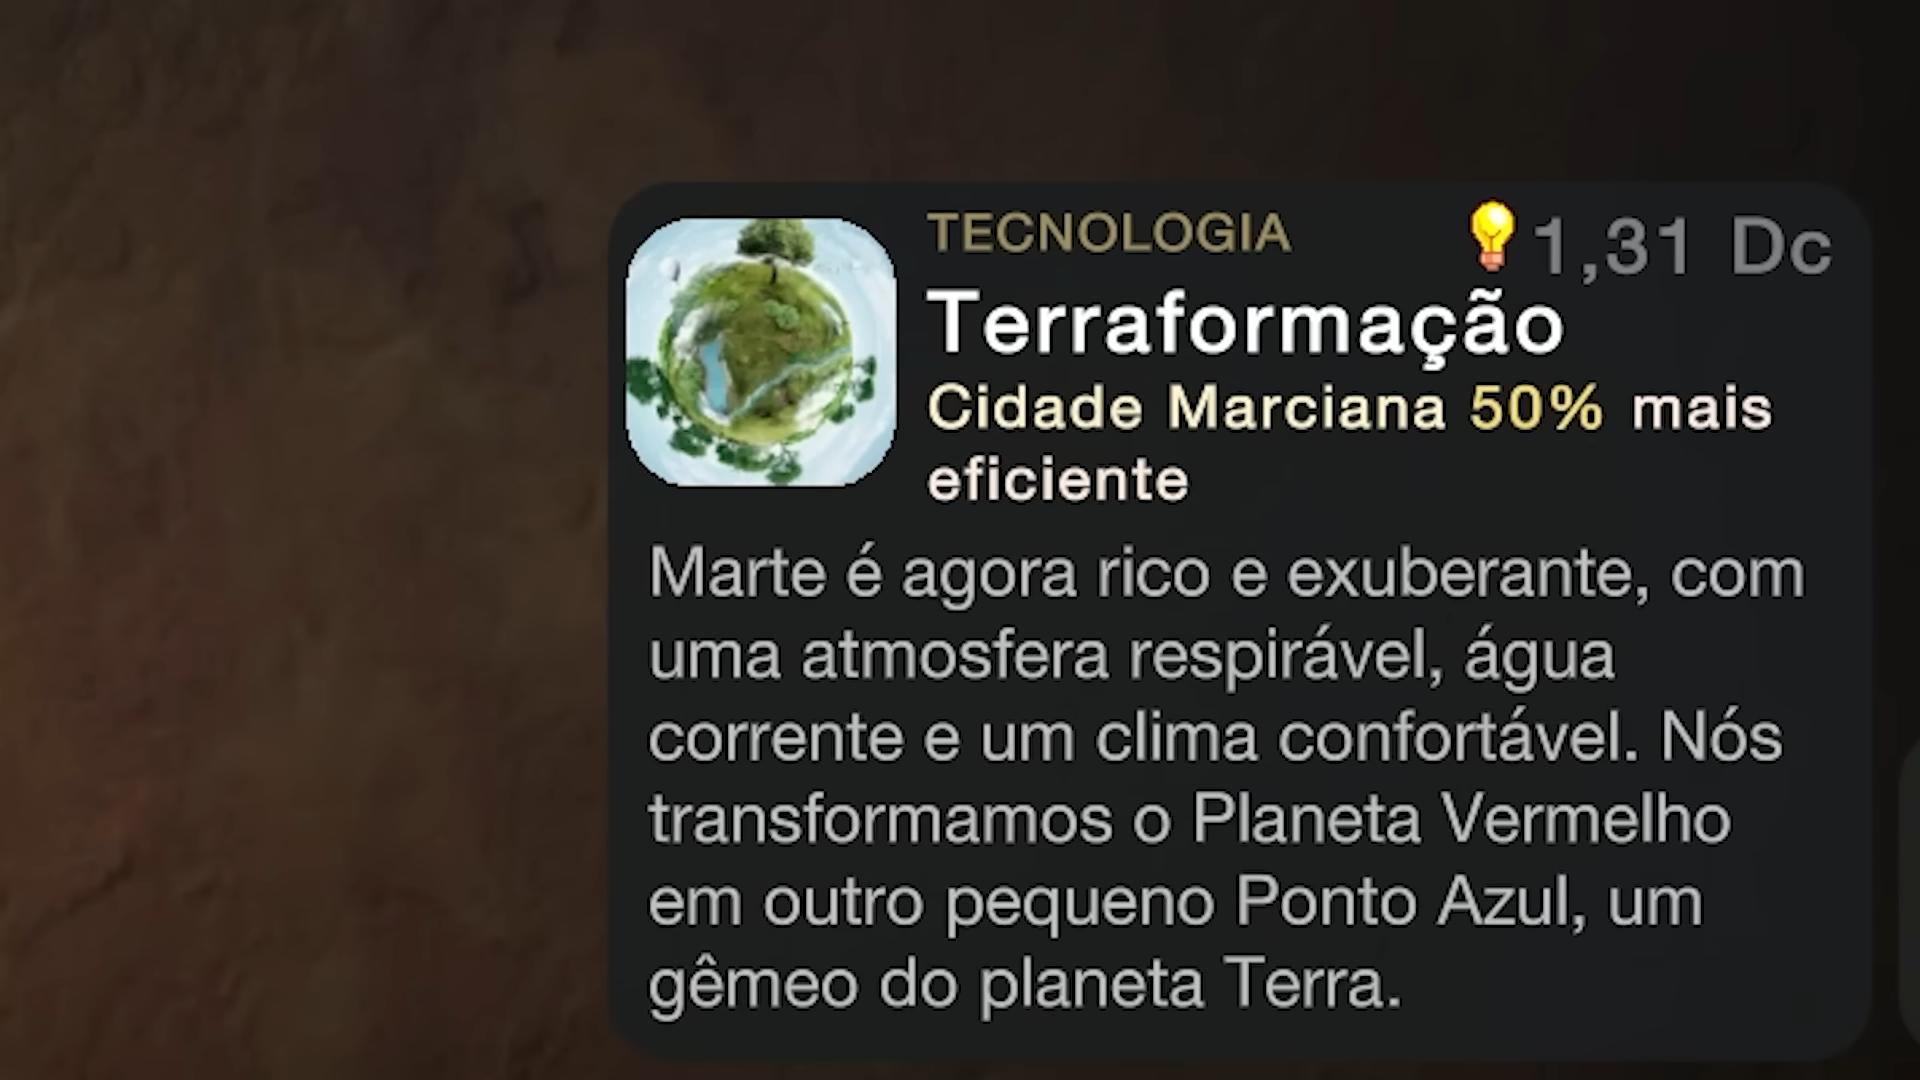 TECNOLOGIA
1,31 Dc
Terraformação
Cidade Marciana 50% mais
eficiente
Marte é agora rico e exuberante, com
uma atmosfera respirável, água
corrente e um clima confortável. Nós
transformamos o Planeta Vermelho
em outro pequeno Ponto Azul, um
gêmeo do planeta Terra.